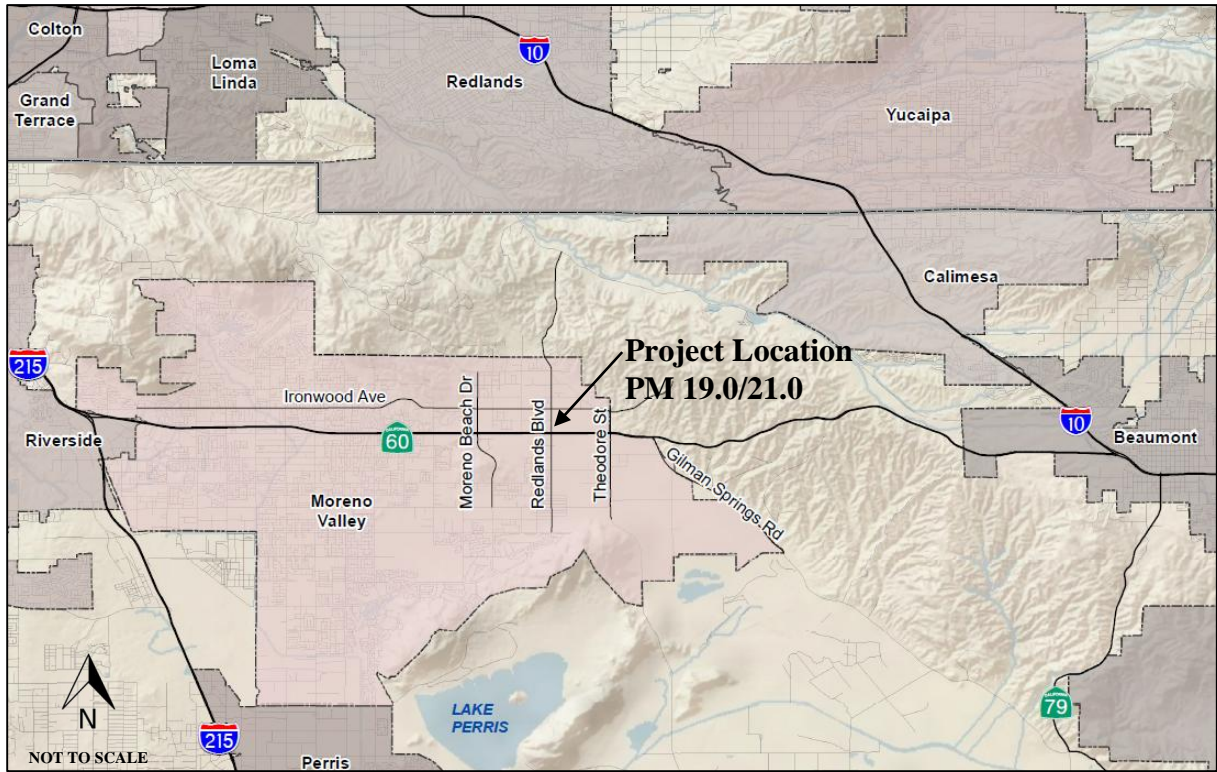 Colton
Loma
Linda
10
Redlands
Grand
Terrace
Yucaipa
Calimesa
215
Project Location
PM 19.0/21.0
Ironwood Ave
Moreno Beach Dr
Redlands Blvd
Theodore St
CALIFORNIA
60
10
Riverside
Beaumont
Gilman Springs Rd
Moreno
Valley
N
LAKE
PERRIS
CALIFORNIA
79
215
NOT TO SCALE
Perris